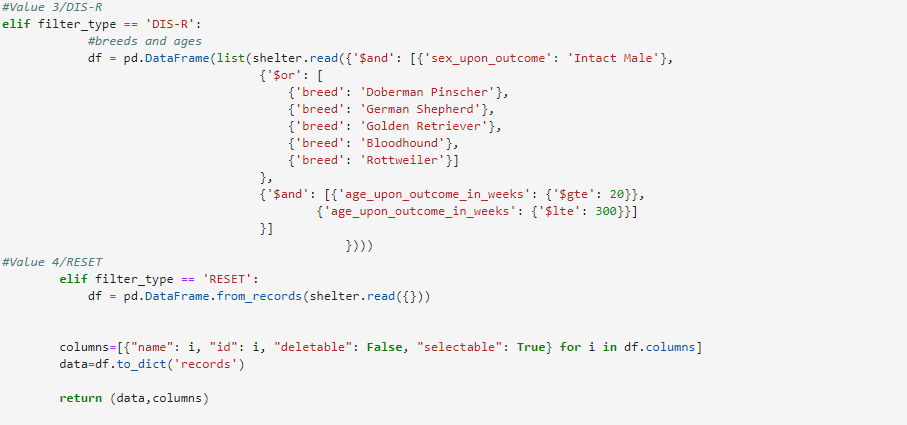 #Value 3/DIS-R
elif filter_type == 'DIS-R':
            #breeds and ages
            df = pd.DataFrame(list(shelter.read({'$and': [{'sex_upon_outcome': 'Intact Male'},
                                    {'$or': [
                                        {'breed': 'Doberman Pinscher'},
                                        {'breed': 'German Shepherd'},
                                        {'breed': 'Golden Retriever'},
                                        {'breed': 'Bloodhound'},
                                        {'breed': 'Rottweiler'}]
                                    },
                                    {'$and': [{'age_upon_outcome_in_weeks': {'$gte': 20}},
                                            {'age_upon_outcome_in_weeks': {'$lte': 300}}]
                                    }]
                                                }))))
#Value 4/RESET
        elif filter_type == 'RESET':
            df = pd.DataFrame.from_records(shelter.read({}))
        columns=[{"name": i, "id": i, "deletable": False, "selectable": True} for i in df.columns]
        data=df.to_dict('records')
        return (data,columns)